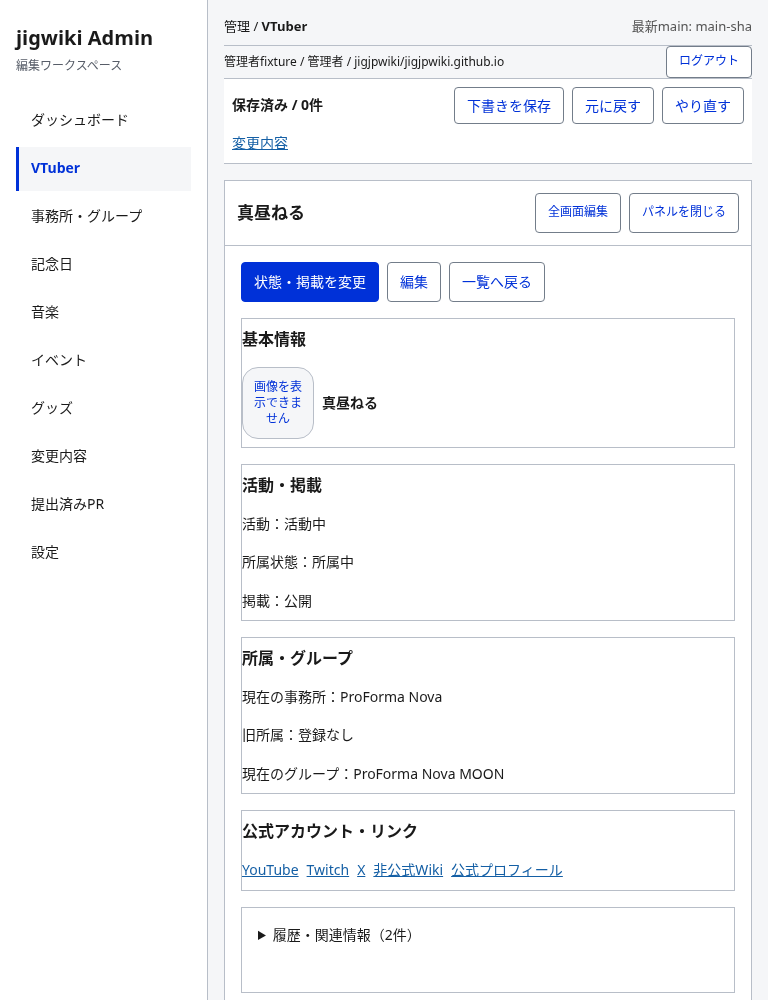 jigwiki Admin
編集ワークスペース
ダッシュボード
VTuber
事務所・グループ
記念日
音楽
イベント
グッズ
変更内容
提出済みPR
設定
管理 / VTuber
最新main: main-sha
管理者fixture / 管理者 / jigjpwiki/jigjpwiki.github.io
ログアウト
保存済み / 0件
下書きを保存
元に戻す
やり直す
変更内容
真昼ねる
全画面編集
パネルを閉じる
状態・掲載を変更
編集
一覧へ戻る
基本情報
画像を表
示できま
せん
真昼ねる
活動・掲載
活動：活動中
所属状態：所属中
掲載：公開
所属・グループ
現在の事務所：ProForma Nova
旧所属：登録なし
現在のグループ：ProForma Nova MOON
公式アカウント・リンク
YouTube Twitch X 非公式Wiki 公式プロフィール
▶ 履歴・関連情報（2件）